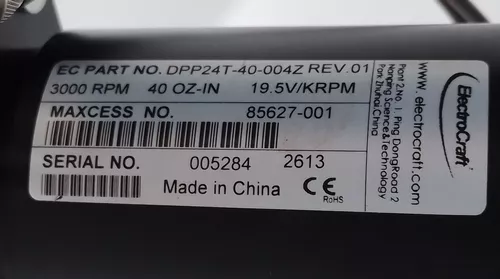 EC PART NO. DPP24T-40-004Z REV.01
3000 RPM 40 OZ-IN 19.5V/KRPM
MAXCESS NO. 85627-001
SERIAL NO. 005284 2613
Made in China CE
RoHS
ElectroCraft
www.electrocraft.com
Plant 2.No. 1. Ping DongRoad 2
Nanping Science&Technology
Park Zhuhai.China